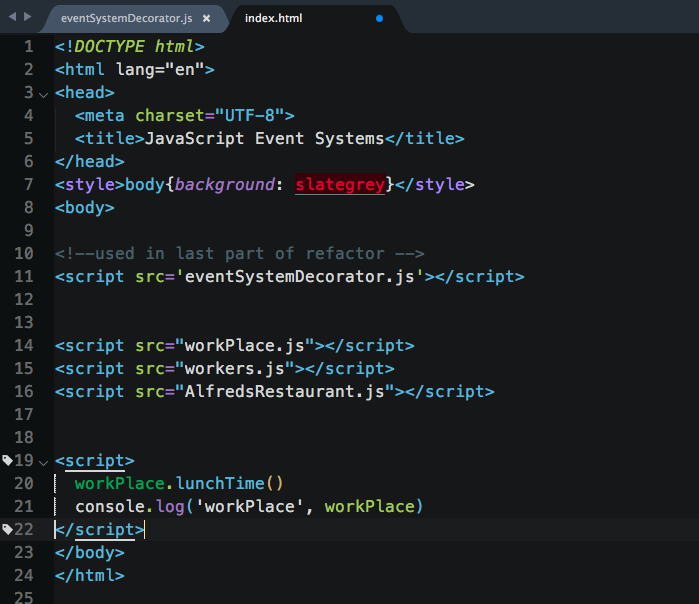 eventSystemDecorator.js × index.html
1 <!DOCTYPE html>
2 <html lang="en">
3 <head>
4 <meta charset="UTF-8">
5 <title>JavaScript Event Systems</title>
6 </head>
7 <style>body{background: slategrey}</style>
8 <body>
9
10 <!--used in last part of refactor -->
11 <script src='eventSystemDecorator.js'></script>
12
13
14 <script src="workPlace.js"></script>
15 <script src="workers.js"></script>
16 <script src="AlfredsRestaurant.js"></script>
17
18
19 <script>
20 workPlace.lunchTime()
21 console.log('workPlace', workPlace)
22 </script>
23 </body>
24 </html>
25